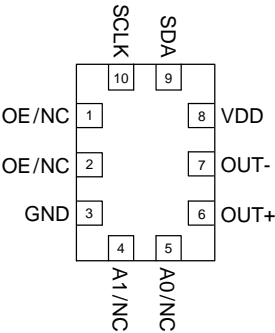 SCLK
SDA
10
9
OE/NC
1
8
VDD
OE/NC
2
7
OUT-
GND
3
6
OUT+
4
5
A1/NC
A0/NC